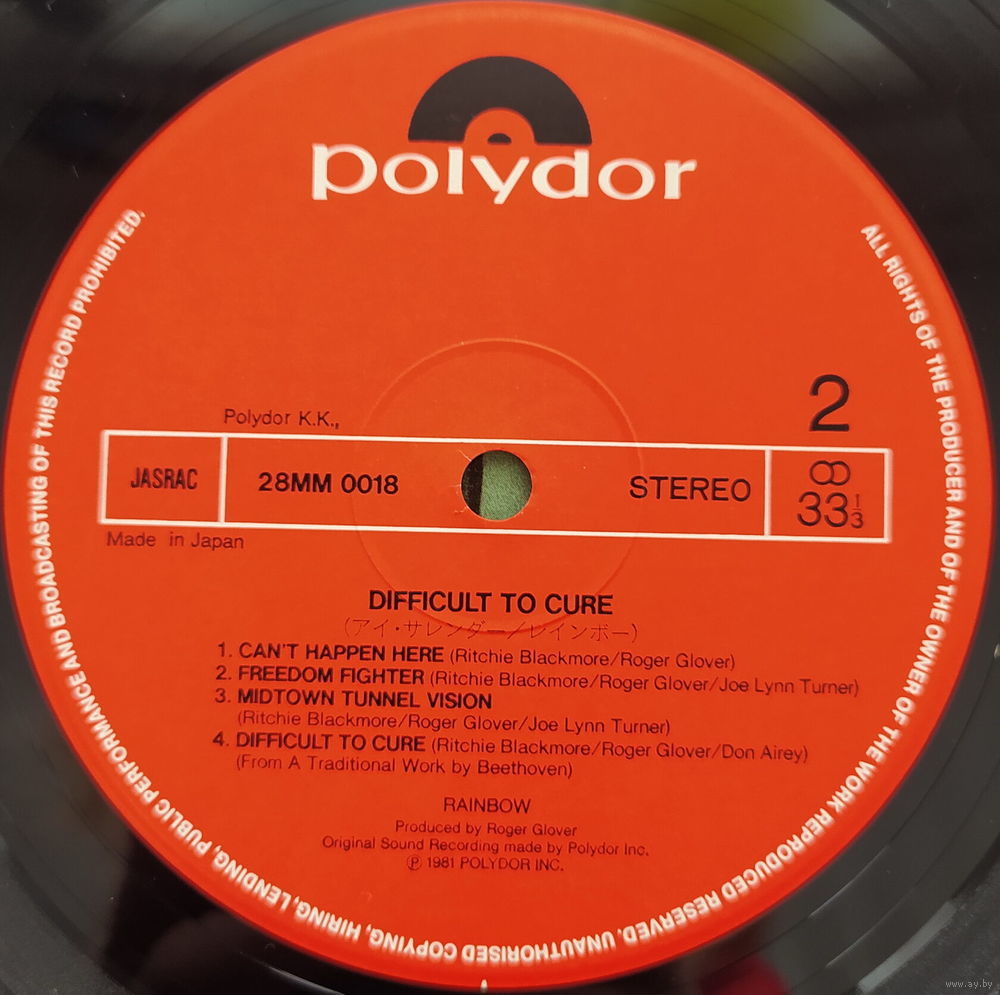 polydor
ALL RIGHTS OF THE PRODUCER AND OF THE OWNER OF THE WORK REPRODUCED RESERVED. UNAUTHORISED COPYING, HIRING, LENDING, PUBLIC PERFORMANCE AND BROADCASTING OF THIS RECORD PROHIBITED.
2
Polydor K.K.,
JASRAC 28MM 0018 STEREO 33 1/3
Made in Japan
DIFFICULT TO CURE
(アイ・サレンダー/レインボー)
1. CAN'T HAPPEN HERE (Ritchie Blackmore/Roger Glover)
2. FREEDOM FIGHTER (Ritchie Blackmore/Roger Glover/Joe Lynn Turner)
3. MIDTOWN TUNNEL VISION
(Ritchie Blackmore/Roger Glover/Joe Lynn Turner)
4. DIFFICULT TO CURE (Ritchie Blackmore/Roger Glover/Don Airey)
(From A Traditional Work by Beethoven)
RAINBOW
Produced by Roger Glover
Original Sound Recording made by Polydor Inc.
℗ 1981 POLYDOR INC.
www.ay.by